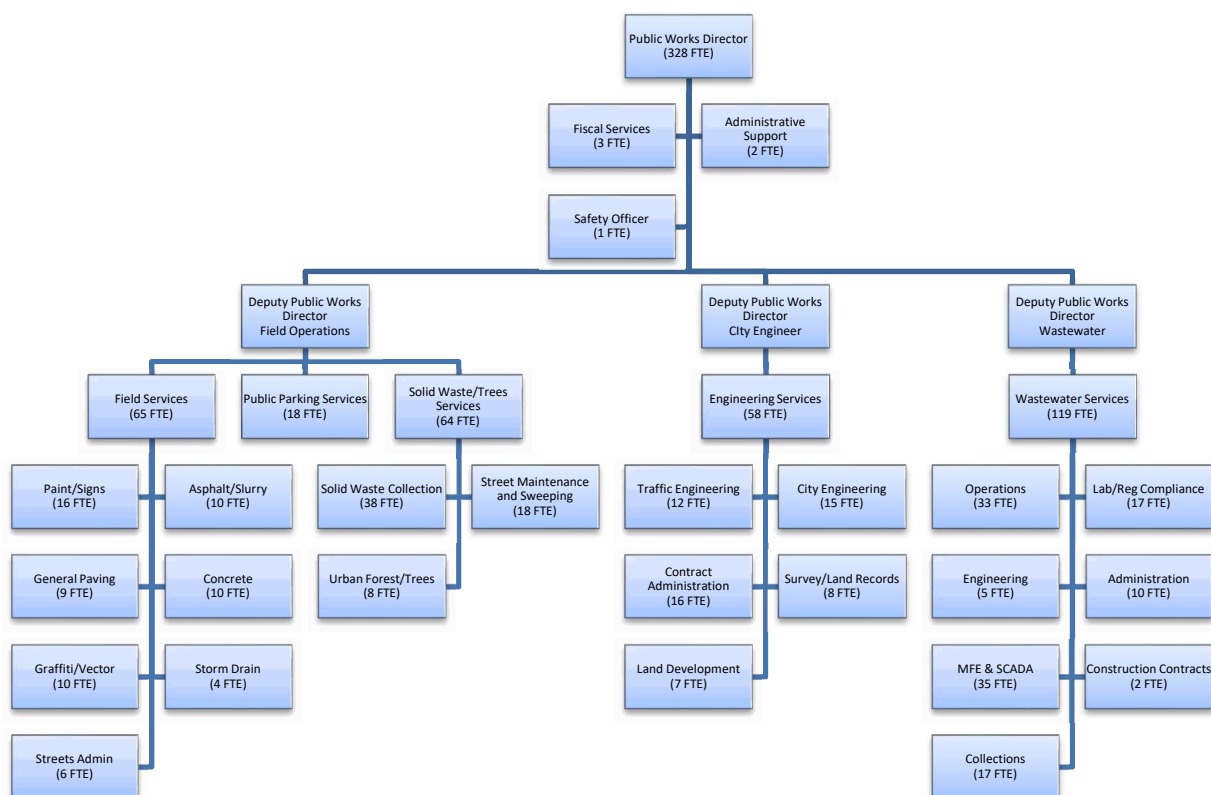 Public Works Director
(328 FTE)
Fiscal Services
(3 FTE)
Administrative
Support
(2 FTE)
Safety Officer
(1 FTE)
Deputy Public Works
Director
Field Operations
Deputy Public Works
Director
CIty Engineer
Deputy Public Works
Director
Wastewater
Field Services
(65 FTE)
Public Parking Services
(18 FTE)
Solid Waste/Trees
Services
(64 FTE)
Engineering Services
(58 FTE)
Wastewater Services
(119 FTE)
Paint/Signs
(16 FTE)
Asphalt/Slurry
(10 FTE)
Solid Waste Collection
(38 FTE)
Street Maintenance
and Sweeping
(18 FTE)
Traffic Engineering
(12 FTE)
City Engineering
(15 FTE)
Operations
(33 FTE)
Lab/Reg Compliance
(17 FTE)
General Paving
(9 FTE)
Concrete
(10 FTE)
Urban Forest/Trees
(8 FTE)
Contract
Administration
(16 FTE)
Survey/Land Records
(8 FTE)
Engineering
(5 FTE)
Administration
(10 FTE)
Graffiti/Vector
(10 FTE)
Storm Drain
(4 FTE)
Land Development
(7 FTE)
MFE & SCADA
(35 FTE)
Construction Contracts
(2 FTE)
Streets Admin
(6 FTE)
Collections
(17 FTE)